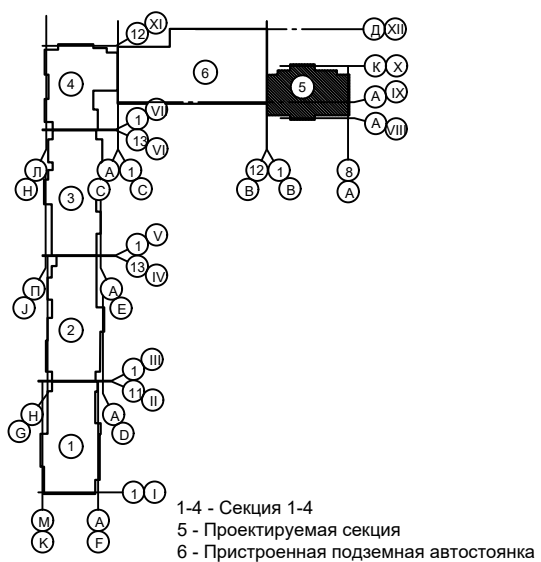 12 XI
Д XII
К X
А IX
А VIII
4
6
5
1 VII
13 VI
Л
Н
С А 1 С
12 1
В В
8
А
3
1 V
13 IV
П
J
А
Е
2
1 III
11 II
Н
G
А
D
1
1 I
М
К
А
F
1-4 - Секция 1-4
5 - Проектируемая секция
6 - Пристроенная подземная автостоянка